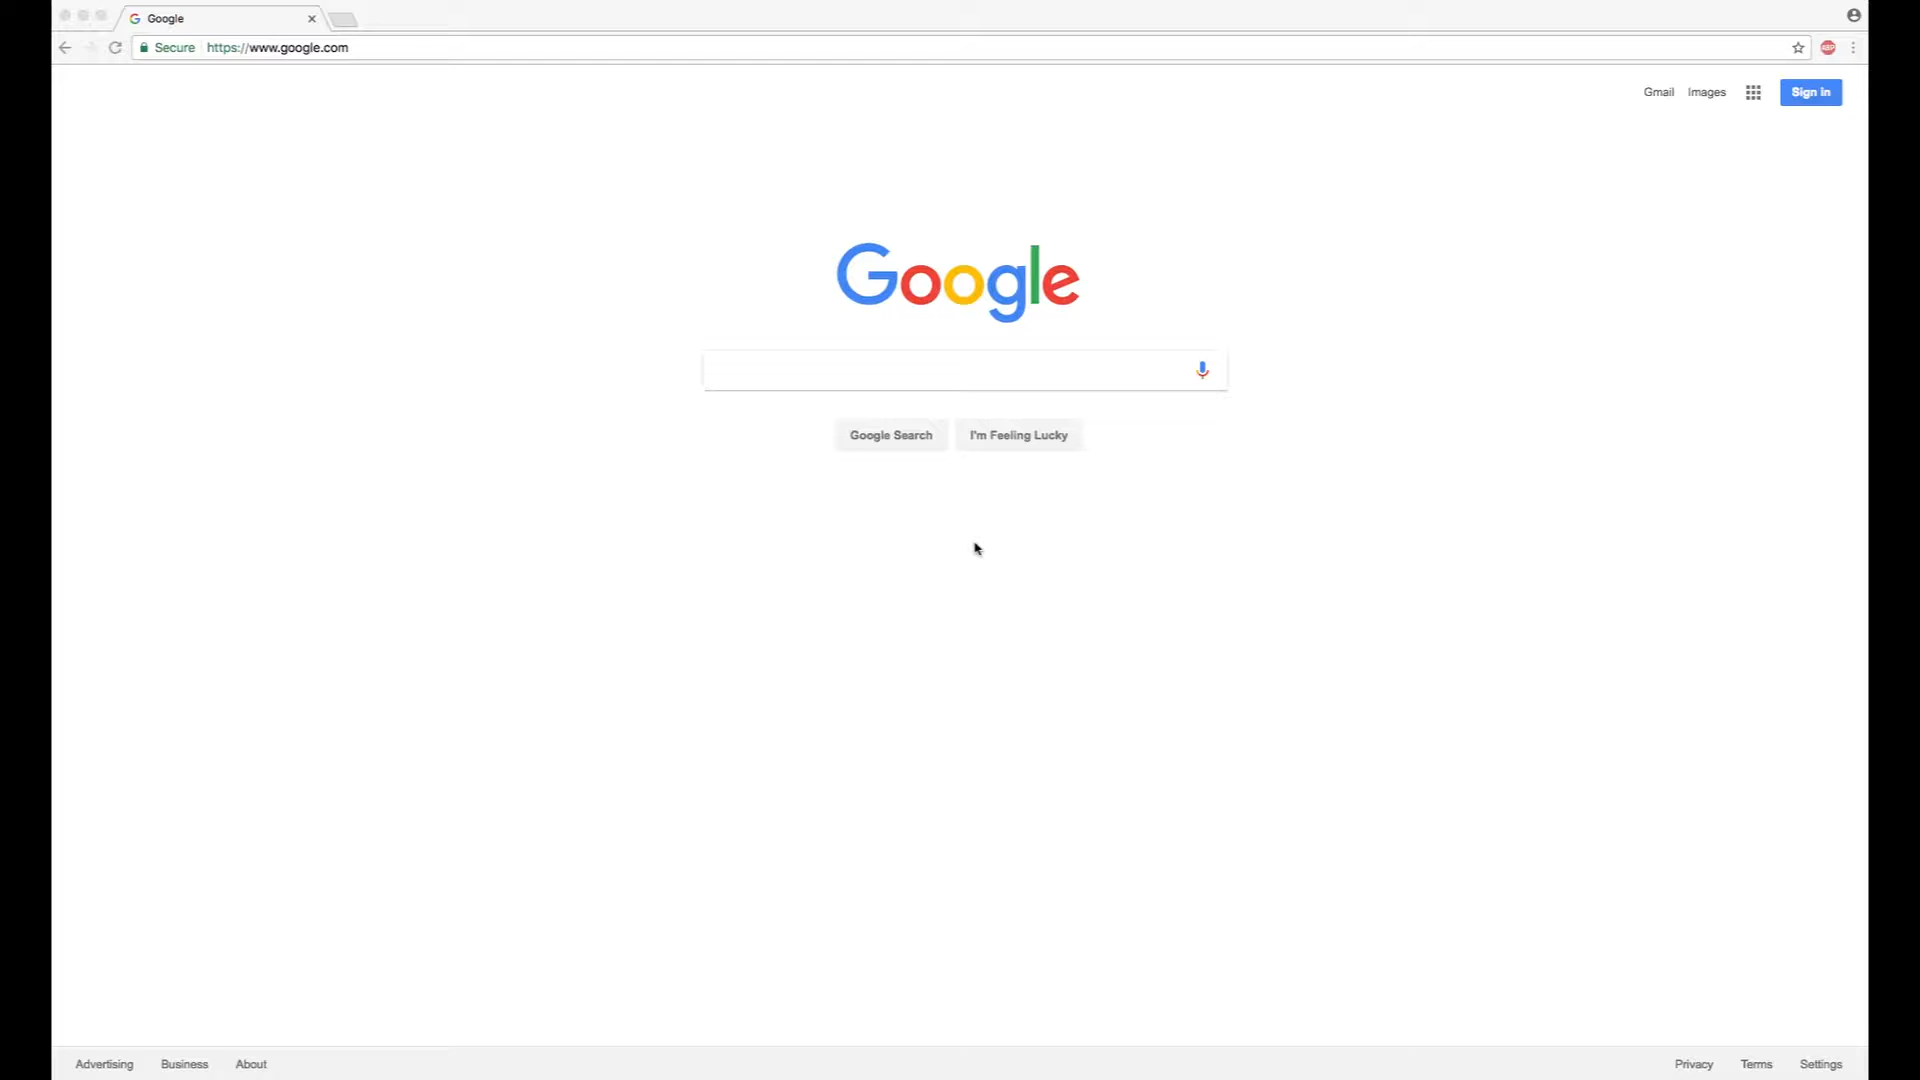 Google
Secure https://www.google.com
ABP
Gmail Images Sign in
Google
Google Search I'm Feeling Lucky
Advertising Business About Privacy Terms Settings